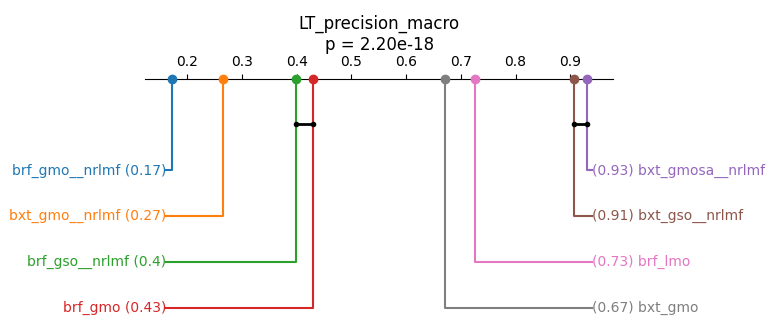 LT_precision_macro
p = 2.20e-18
0.2 0.3 0.4 0.5 0.6 0.7 0.8 0.9
brf_gmo__nrlmf (0.17) (0.93) bxt_gmosa__nrlmf
bxt_gmo__nrlmf (0.27) (0.91) bxt_gso__nrlmf
brf_gso__nrlmf (0.4) (0.73) brf_lmo
brf_gmo (0.43) (0.67) bxt_gmo